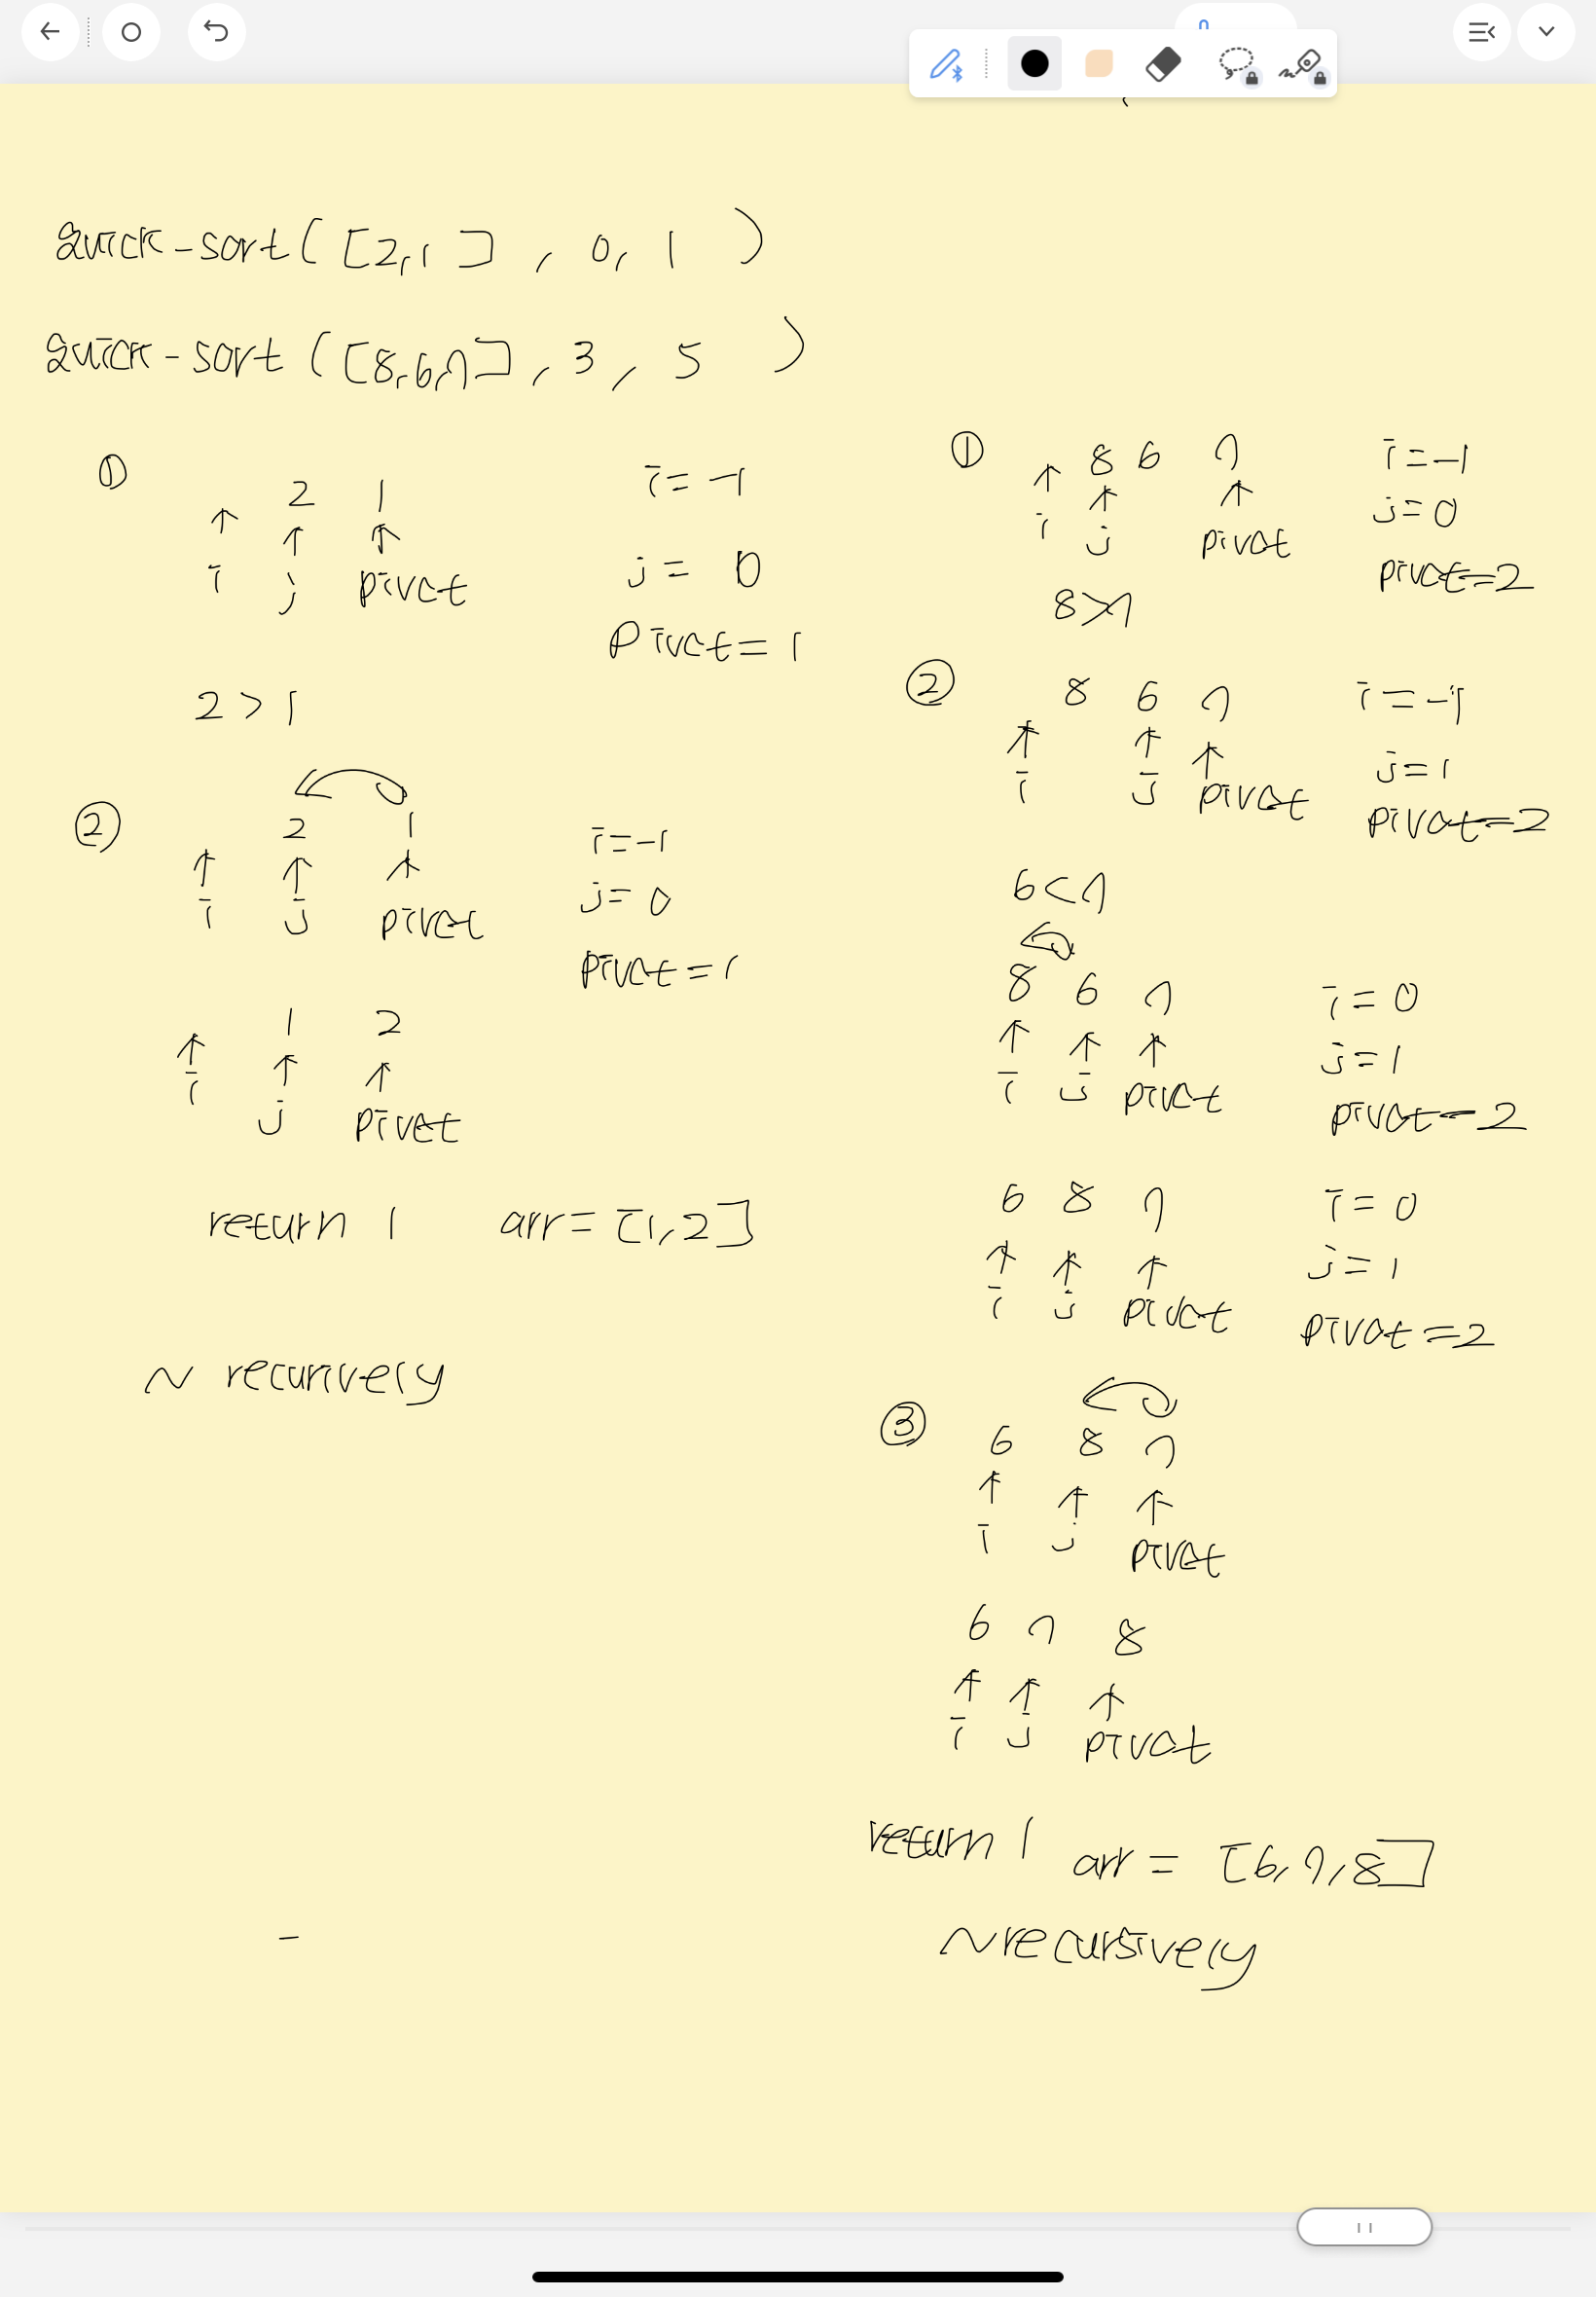 quick-sort([2,1], 0, 1)
quick-sort([8,6,7], 3, 5)
① 2 1 i=-1
i j pivot j=0
pivot=1
2>1
② 2 1 i=-1
i j pivot j=0
pivot=1
1 2
i j pivot
return 1 arr=[1,2]
~ recurively
① 8 6 7 i=-1
i j pivot j=0
pivot=2
8>7
② 8 6 7 i=-1
i j pivot j=1
pivot=2
6<7
8 6 7 i=0
i j pivot j=1
pivot=2
6 8 7 i=0
i j pivot j=1
pivot=2
③ 6 8 7
i j pivot
6 7 8
i j pivot
return 1 arr=[6,7,8]
~recursively